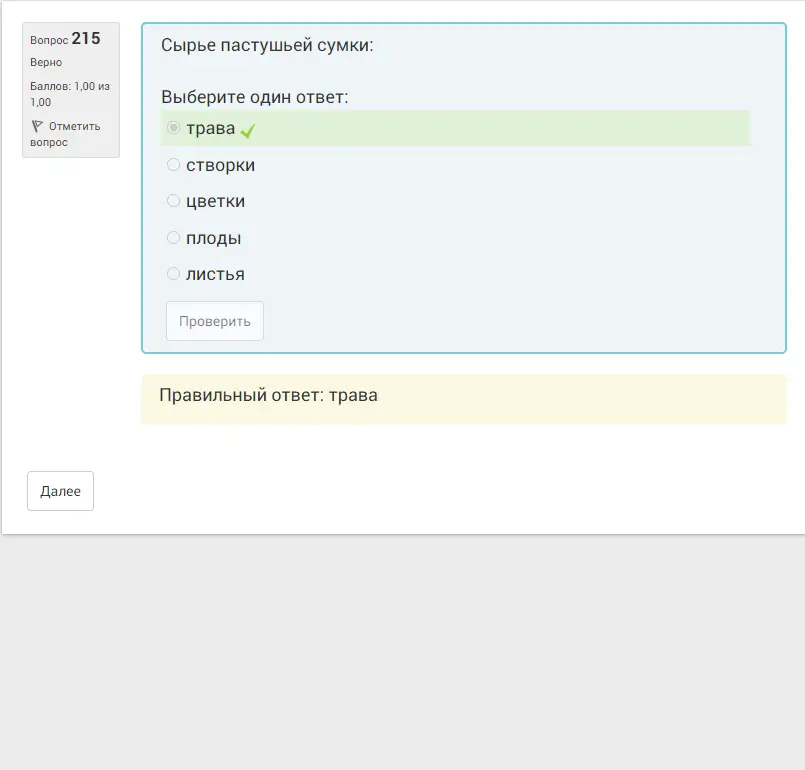 Вопрос 215
Верно
Баллов: 1,00 из
1,00
Отметить
вопрос
Сырье пастушьей сумки:
Выберите один ответ:
трава
створки
цветки
плоды
листья
Проверить
Правильный ответ: трава
Далее